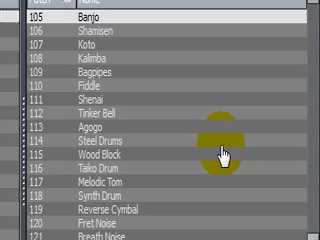 Patch Name
105 Banjo
106 Shamisen
107 Koto
108 Kalimba
109 Bagpipes
110 Fiddle
111 Shenai
112 Tinker Bell
113 Agogo
114 Steel Drums
115 Wood Block
116 Taiko Drum
117 Melodic Tom
118 Synth Drum
119 Reverse Cymbal
120 Fret Noise
121 Breath Noise